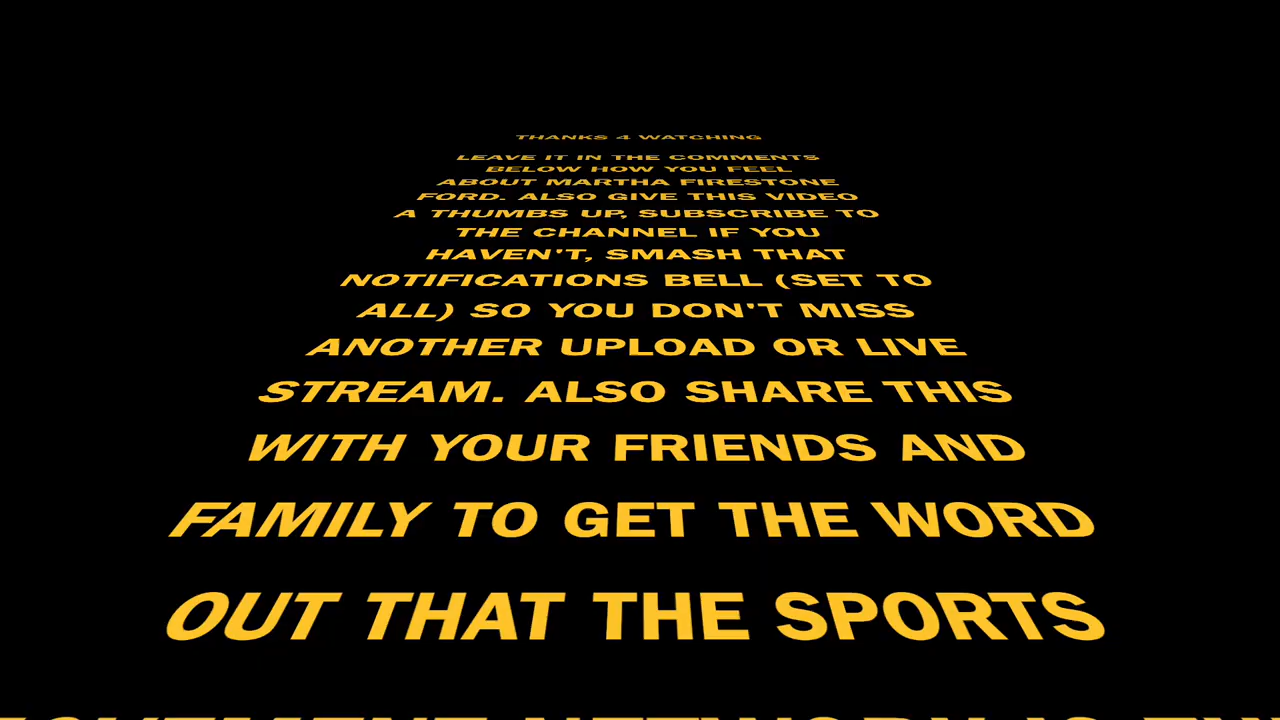 THANKS 4 WATCHING
LEAVE IT IN THE COMMENTS
BELOW HOW YOU FEEL
ABOUT MARTHA FIRESTONE
FORD. ALSO GIVE THIS VIDEO
A THUMBS UP, SUBSCRIBE TO
THE CHANNEL IF YOU
HAVEN'T, SMASH THAT
NOTIFICATIONS BELL (SET TO
ALL) SO YOU DON'T MISS
ANOTHER UPLOAD OR LIVE
STREAM. ALSO SHARE THIS
WITH YOUR FRIENDS AND
FAMILY TO GET THE WORD
OUT THAT THE SPORTS